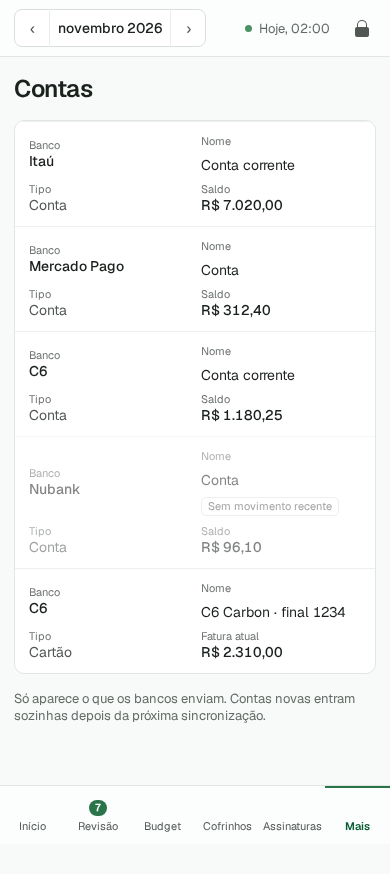 ‹ novembro 2026 › Hoje, 02:00
Contas
Banco Nome
Itaú Conta corrente
Tipo Saldo
Conta R$ 7.020,00
Banco Nome
Mercado Pago Conta
Tipo Saldo
Conta R$ 312,40
Banco Nome
C6 Conta corrente
Tipo Saldo
Conta R$ 1.180,25
Nome
Banco Conta
Nubank
Sem movimento recente
Tipo Saldo
Conta R$ 96,10
Banco Nome
C6 C6 Carbon · final 1234
Tipo Fatura atual
Cartão R$ 2.310,00
Só aparece o que os bancos enviam. Contas novas entram
sozinhas depois da próxima sincronização.
7
Início Revisão Budget Cofrinhos Assinaturas Mais